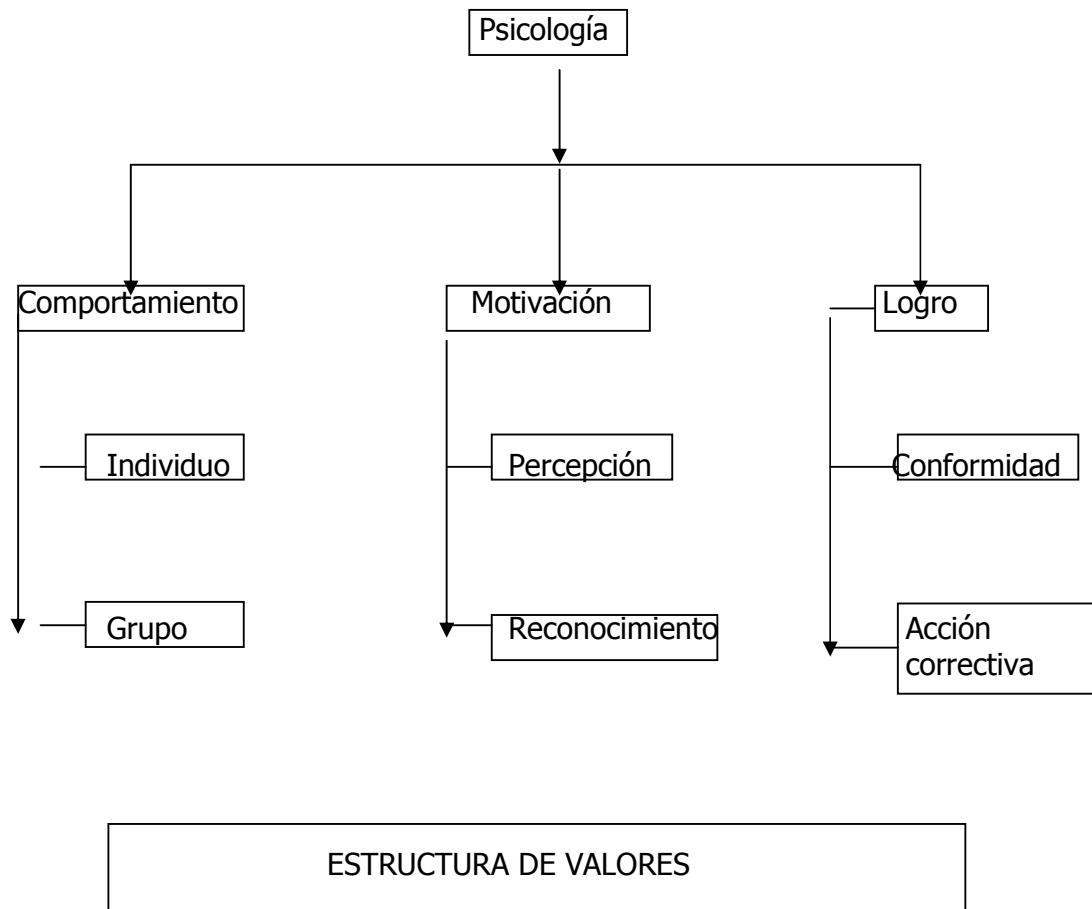 Psicología
Comportamiento
Motivación
Logro
Individuo
Percepción
Conformidad
Grupo
Reconocimiento
Acción
correctiva
ESTRUCTURA DE VALORES